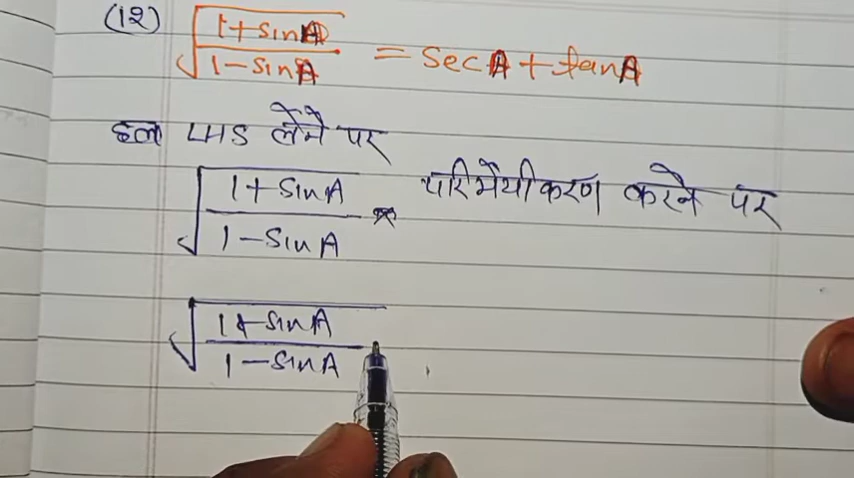 (12) √(1+sinA)/(1-sinA) = secA+tanA
हल LHS लेने पर
√(1+sinA)/(1-sinA) × परिमेयीकरण करने पर
√(1+sinA)/(1-sinA)